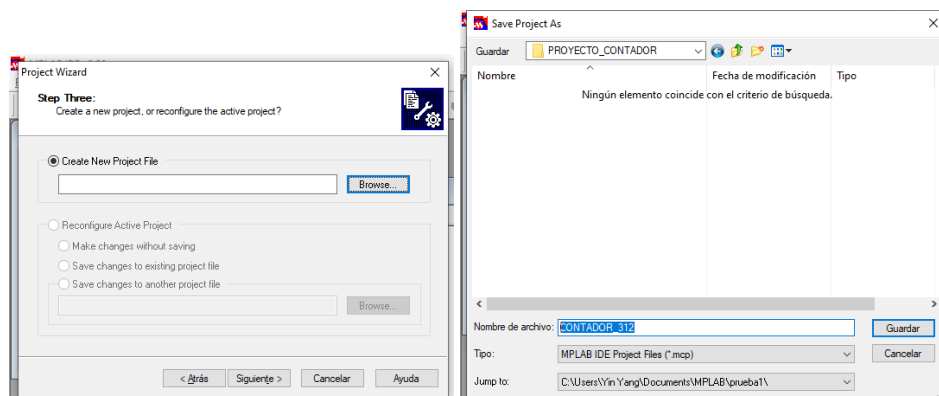 Project Wizard
Step Three:
Create a new project, or reconfigure the active project?
Create New Project File
Browse...
Reconfigure Active Project
Make changes without saving
Save changes to existing project file
Save changes to another project file
Browse...
< Atrás Siguiente > Cancelar Ayuda
Save Project As
Guardar PROYECTO_CONTADOR
Nombre Fecha de modificación Tipo
Ningún elemento coincide con el criterio de búsqueda.
Nombre de archivo: CONTADOR_312 Guardar
Tipo: MPLAB IDE Project Files (*.mcp) Cancelar
Jump to: C:\Users\Yin Yang\Documents\MPLAB\prueba1\